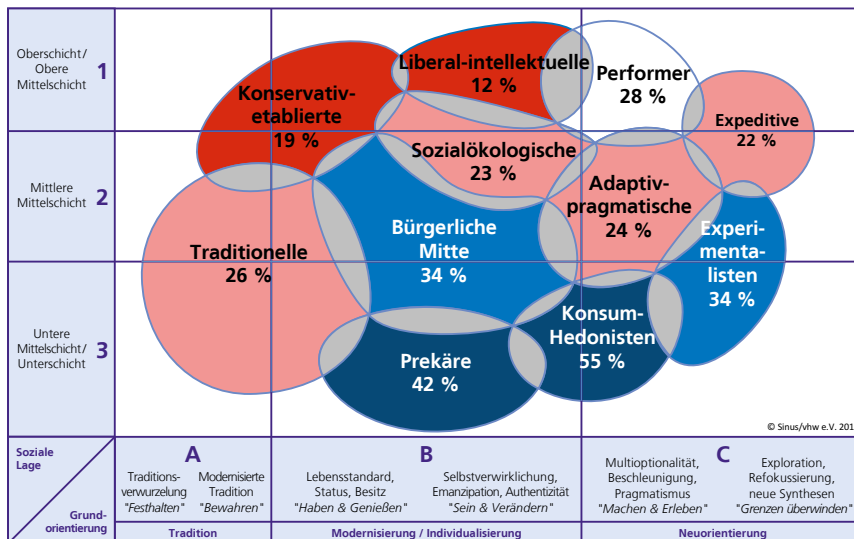 Oberschicht/
Obere
Mittelschicht
1
Mittlere
Mittelschicht
2
Untere
Mittelschicht/
Unterschicht
3
Konservativ-
etablierte
19 %
Liberal-intellektuelle
12 %
Performer
28 %
Expeditive
22 %
Sozialökologische
23 %
Adaptiv-
pragmatische
24 %
Traditionelle
26 %
Bürgerliche
Mitte
34 %
Experi-
menta-
listen
34 %
Konsum-
Hedonisten
55 %
Prekäre
42 %
© Sinus/vhw e.V. 201
Soziale
Lage
Grund-
orientierung
A
Traditions-
verwurzelung
"Festhalten"
Modernisierte
Tradition
"Bewahren"
B
Lebensstandard,
Status, Besitz
"Haben & Genießen"
Selbstverwirklichung,
Emanzipation, Authentizität
"Sein & Verändern"
C
Multioptionalität,
Beschleunigung,
Pragmatismus
"Machen & Erleben"
Exploration,
Refokussierung,
neue Synthesen
"Grenzen überwinden"
Tradition
Modernisierung / Individualisierung
Neuorientierung